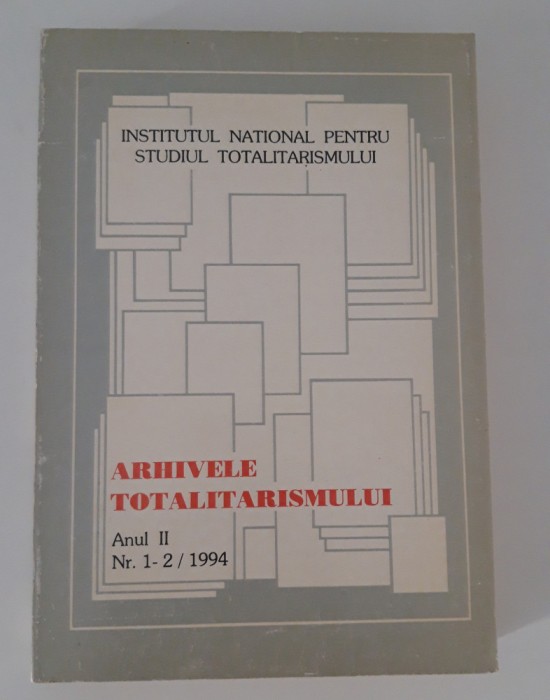 INSTITUTUL NATIONAL PENTRU
STUDIUL TOTALITARISMULUI
ARHIVELE
TOTALITARISMULUI
Anul II
Nr. 1-2/1994